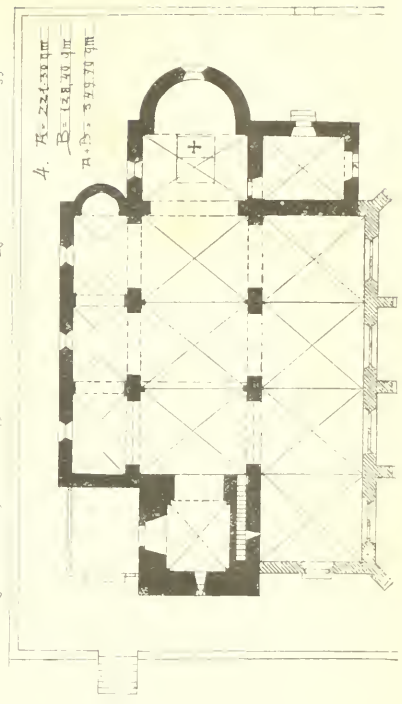 4. A = 221.30 qm
B = 128,40 qm
A+B = 349.70 qm